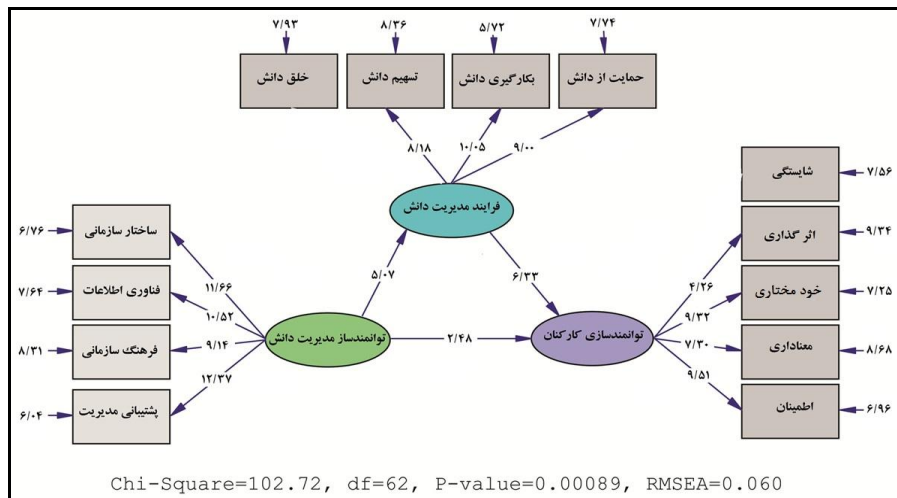 ۷/۹۳ ۸/۳۶ ۵/۷۲ ۷/۷۴
خلق دانش تسهیم دانش بکارگیری دانش حمایت از دانش
۸/۱۸ ۱۰/۰۵ ۹/۰۰
شایستگی ۷/۵۶
فرایند مدیریت دانش
۶/۷۶ ساختار سازمانی
اثر گذاری ۹/۳۴
۵/۰۷ ۶/۳۳
۷/۶۴ فناوری اطلاعات
۱۱/۶۶
۴/۲۶
خود مختاری ۷/۲۵
۱۰/۵۲
۹/۳۲
توانمندساز مدیریت دانش ۲/۴۸ توانمندسازی کارکنان
۸/۳۱ فرهنگ سازمانی ۹/۱۴
۷/۳۰ معناداری ۸/۶۸
۱۲/۳۷
۹/۵۱
۶/۰۴ پشتیبانی مدیریت
اطمینان ۶/۹۶
Chi-Square=102.72, df=62, P-value=0.00089, RMSEA=0.060